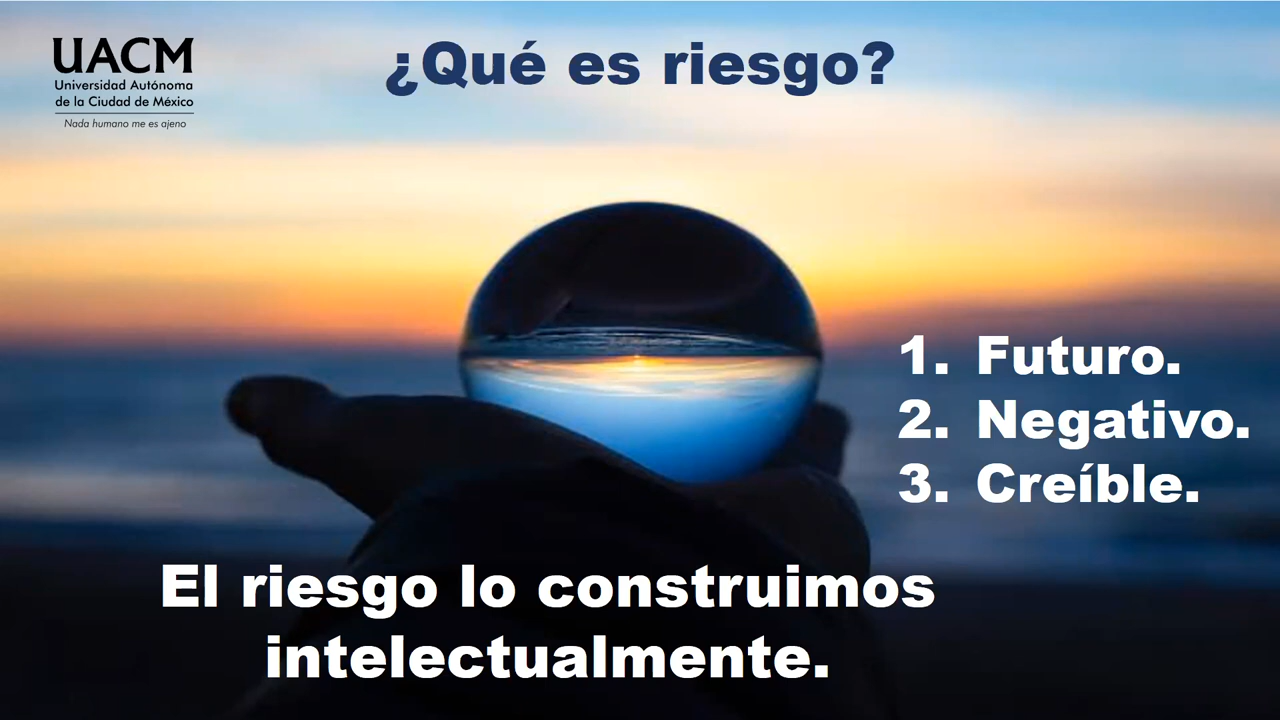 UACM
Universidad Autónoma
de la Ciudad de México
Nada humano me es ajeno
¿Qué es riesgo?
1. Futuro.
2. Negativo.
3. Creíble.
El riesgo lo construimos
intelectualmente.